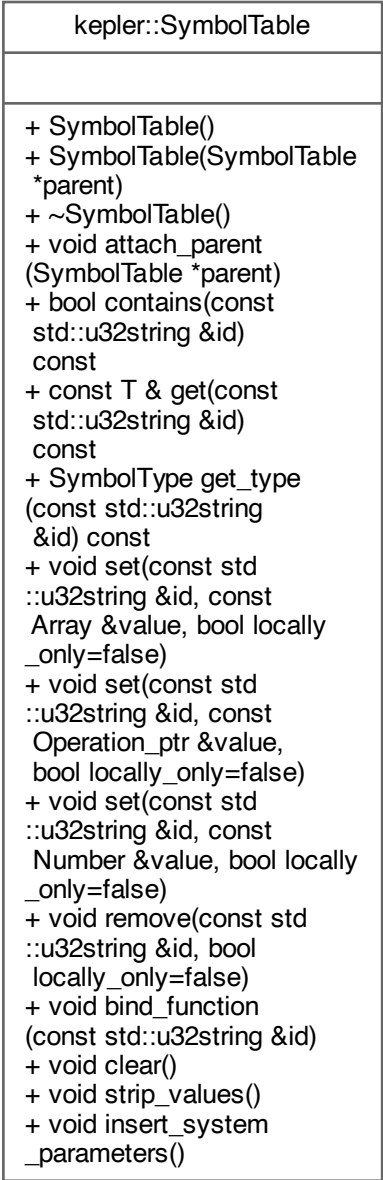 kepler::SymbolTable
+ SymbolTable()
+ SymbolTable(SymbolTable
*parent)
+ ~SymbolTable()
+ void attach_parent
(SymbolTable *parent)
+ bool contains(const
std::u32string &id)
const
+ const T & get(const
std::u32string &id)
const
+ SymbolType get_type
(const std::u32string
&id) const
+ void set(const std
::u32string &id, const
Array &value, bool locally
_only=false)
+ void set(const std
::u32string &id, const
Operation_ptr &value,
bool locally_only=false)
+ void set(const std
::u32string &id, const
Number &value, bool locally
_only=false)
+ void remove(const std
::u32string &id, bool
locally_only=false)
+ void bind_function
(const std::u32string &id)
+ void clear()
+ void strip_values()
+ void insert_system
_parameters()